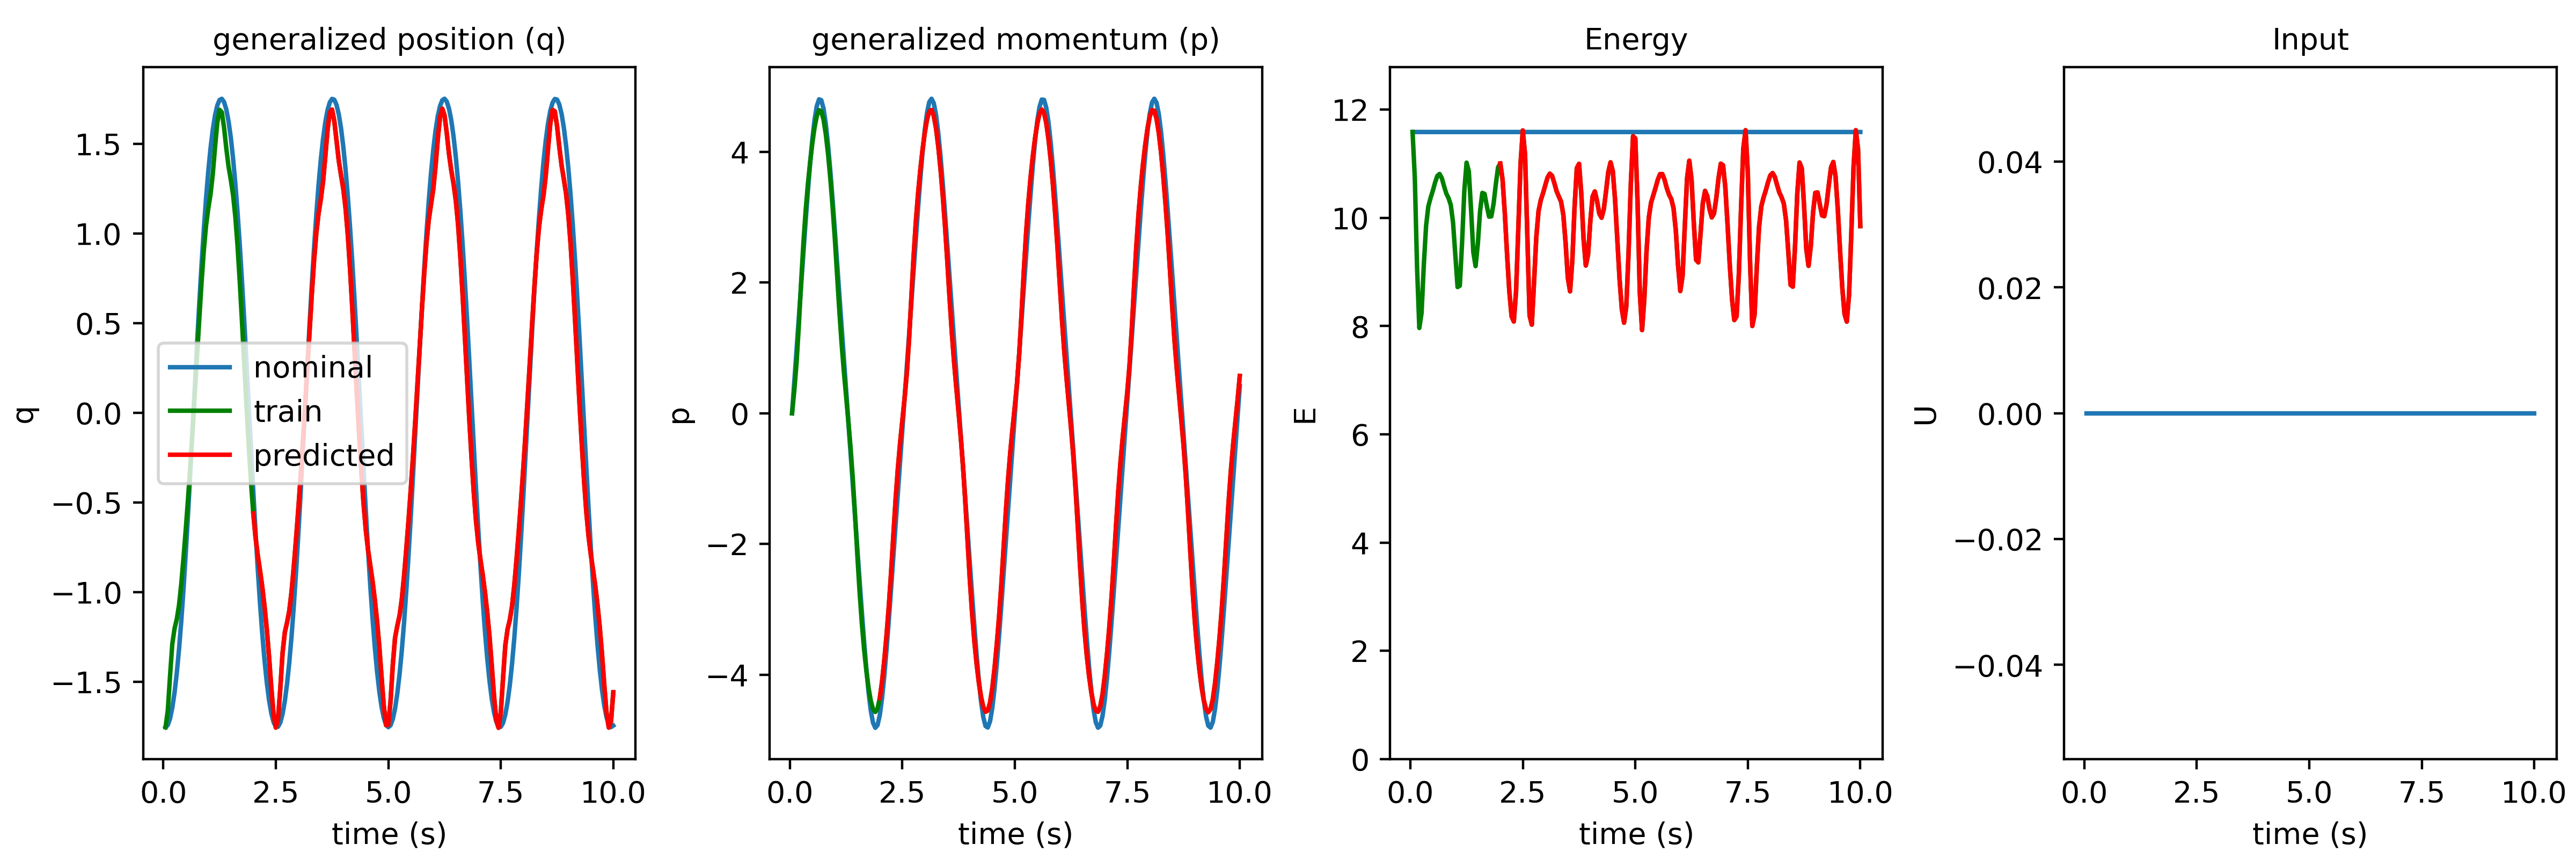 generalized position (q)
q
1.5
1.0
0.5
0.0
−0.5
−1.0
−1.5
nominal
train
predicted
0.0 2.5 5.0 7.5 10.0
time (s)
generalized momentum (p)
p
4
2
0
−2
−4
0.0 2.5 5.0 7.5 10.0
time (s)
Energy
E
12
10
8
6
4
2
0
0.0 2.5 5.0 7.5 10.0
time (s)
Input
U
0.04
0.02
0.00
−0.02
−0.04
0.0 2.5 5.0 7.5 10.0
time (s)